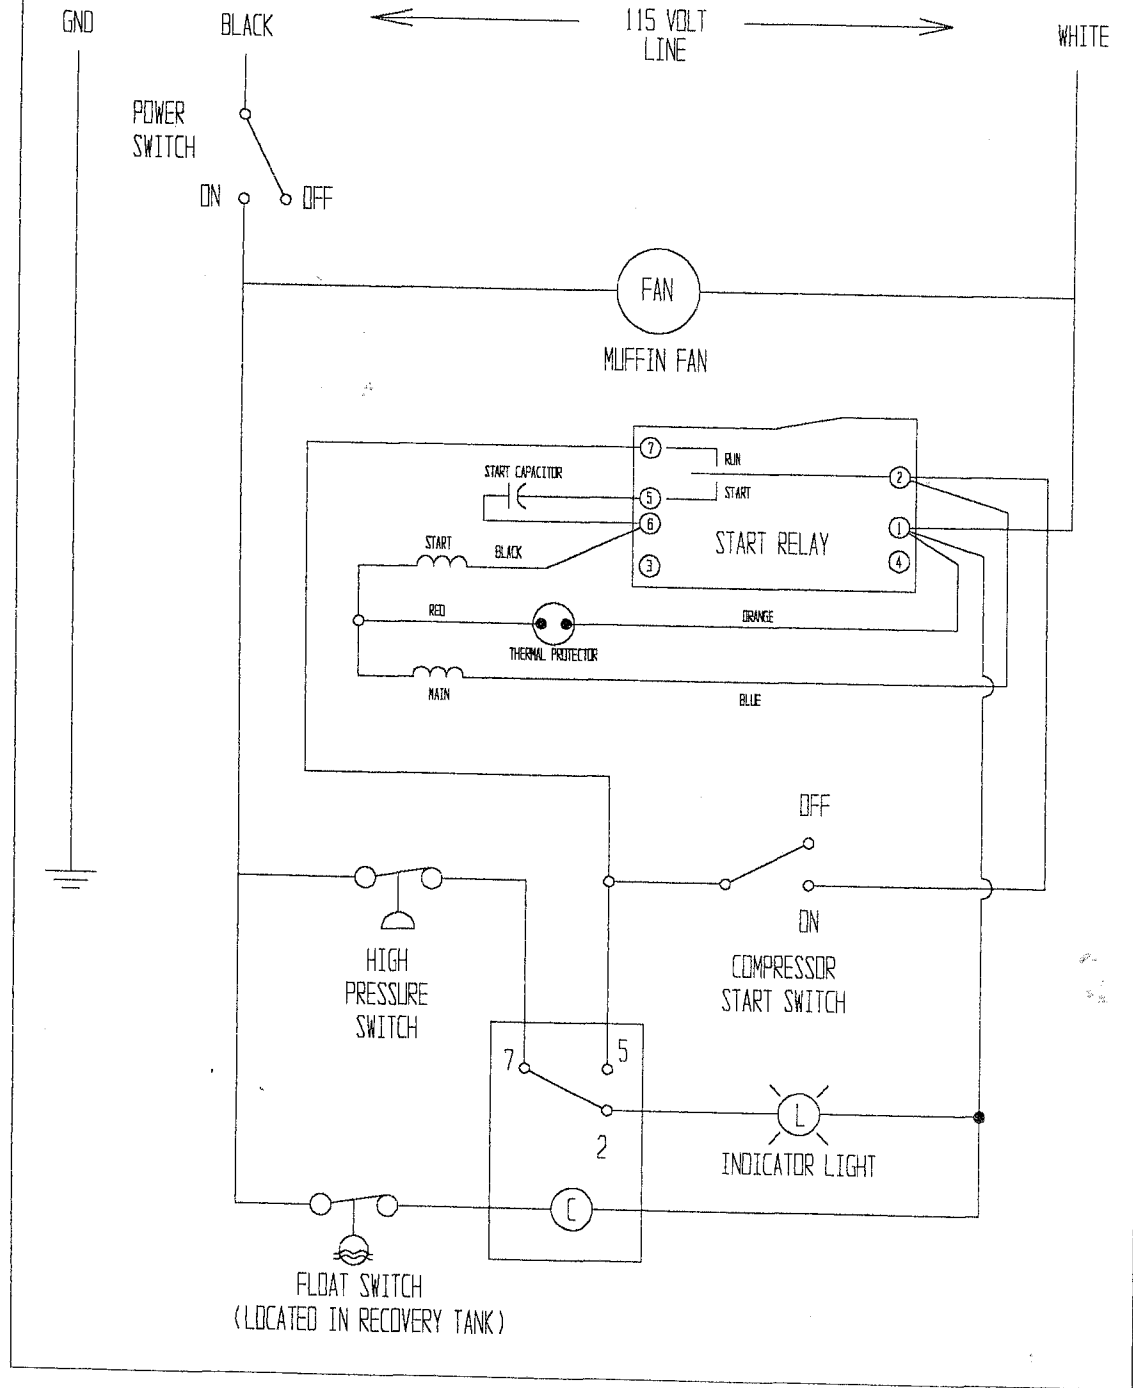 GND
BLACK
115 VOLT
LINE
WHITE
POWER
SWITCH
ON
OFF
FAN
MUFFIN FAN
7
RUN
START CAPACITOR
2
5
START
6
1
START
BLACK
START RELAY
3
4
RED
ORANGE
THERMAL PROTECTOR
MAIN
BLUE
OFF
ON
HIGH
PRESSURE
SWITCH
COMPRESSOR
START SWITCH
7
5
L
2
INDICATOR LIGHT
C
FLOAT SWITCH
(LOCATED IN RECOVERY TANK)